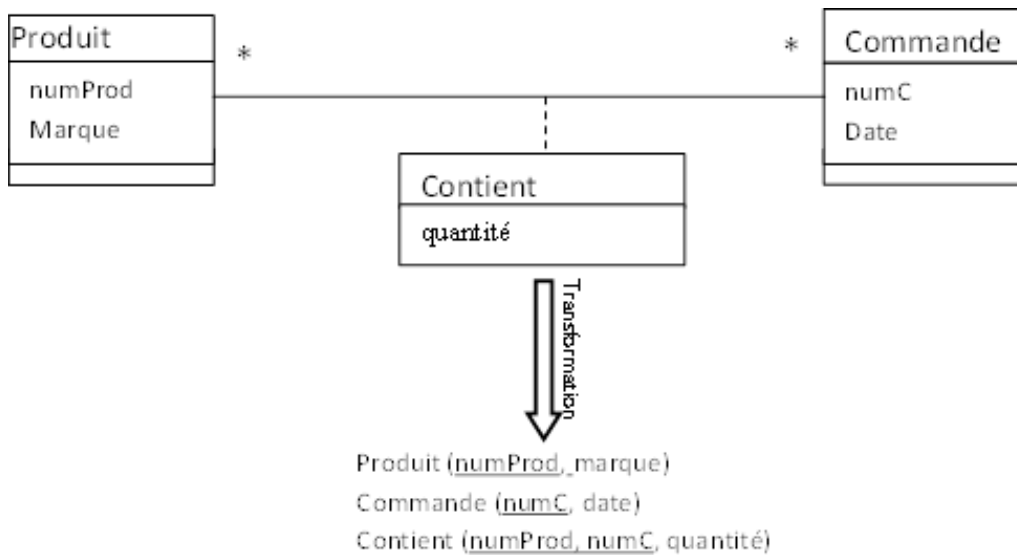 Produit
*
*
Commande
numProd
Marque
numC
Date
Contient
quantité
Transformation
Produit (numProd, marque)
Commande (numC, date)
Contient (numProd, numC, quantité)